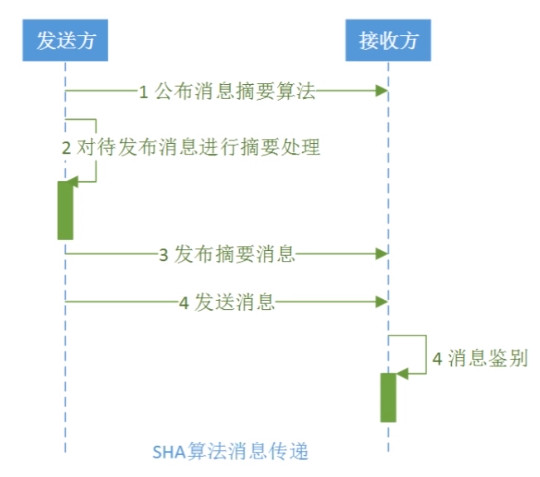 发送方
接收方
1 公布消息摘要算法
2 对待发布消息进行摘要处理
3 发布摘要消息
4 发送消息
4 消息鉴别
SHA算法消息传递